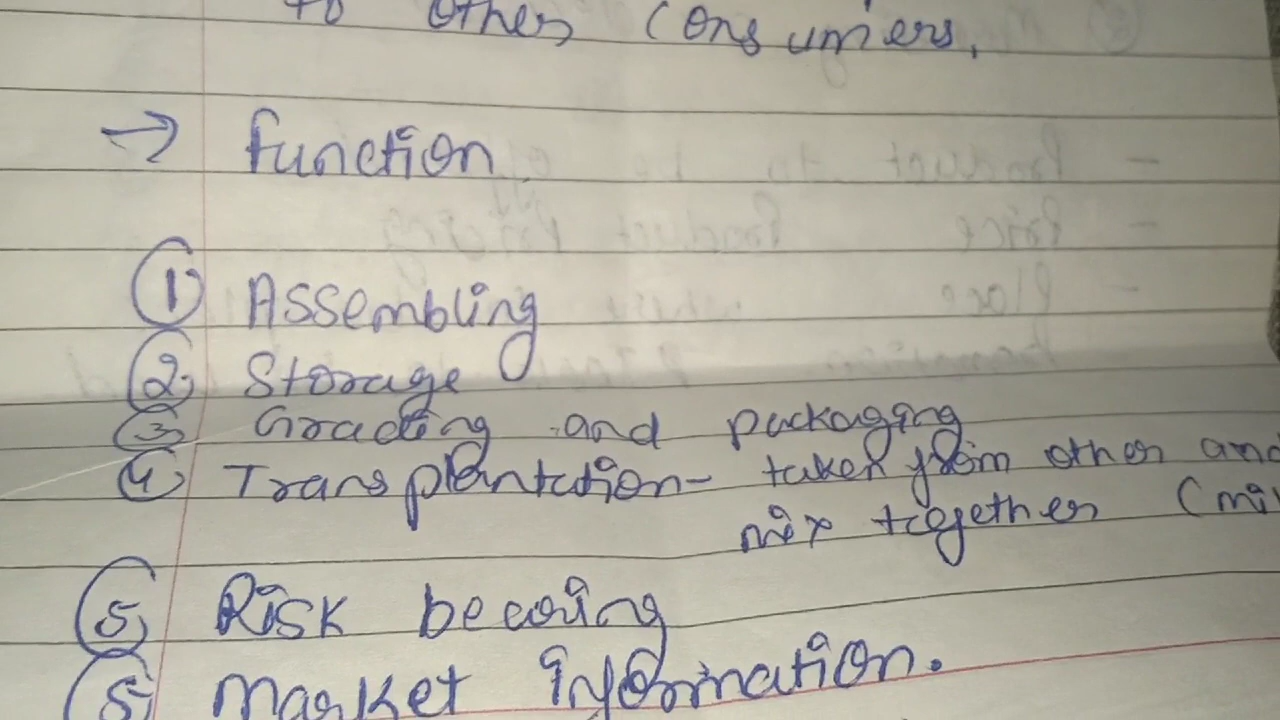 to other Consumers,
→ function
① Assembling
② Storage
③ Grading and packaging
④ Transplantation- taken from other and
mix together
⑤ Risk bearing
⑤ Market information.